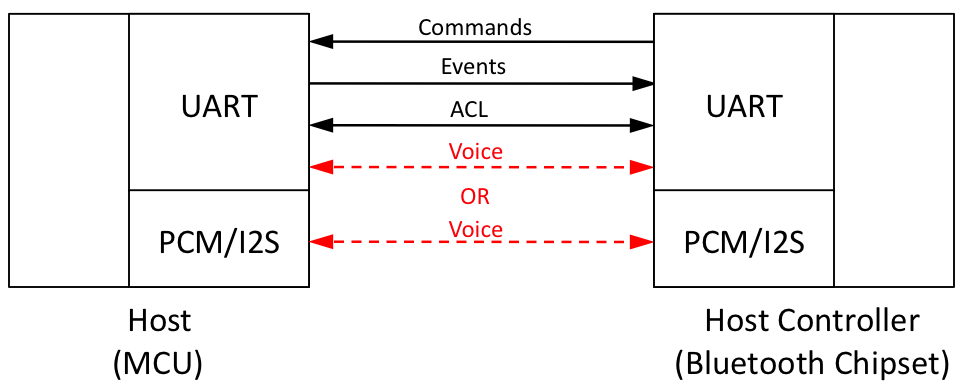 Commands
Events
ACL
Voice
OR
Voice
UART
UART
PCM/I2S
PCM/I2S
Host
(MCU)
Host Controller
(Bluetooth Chipset)